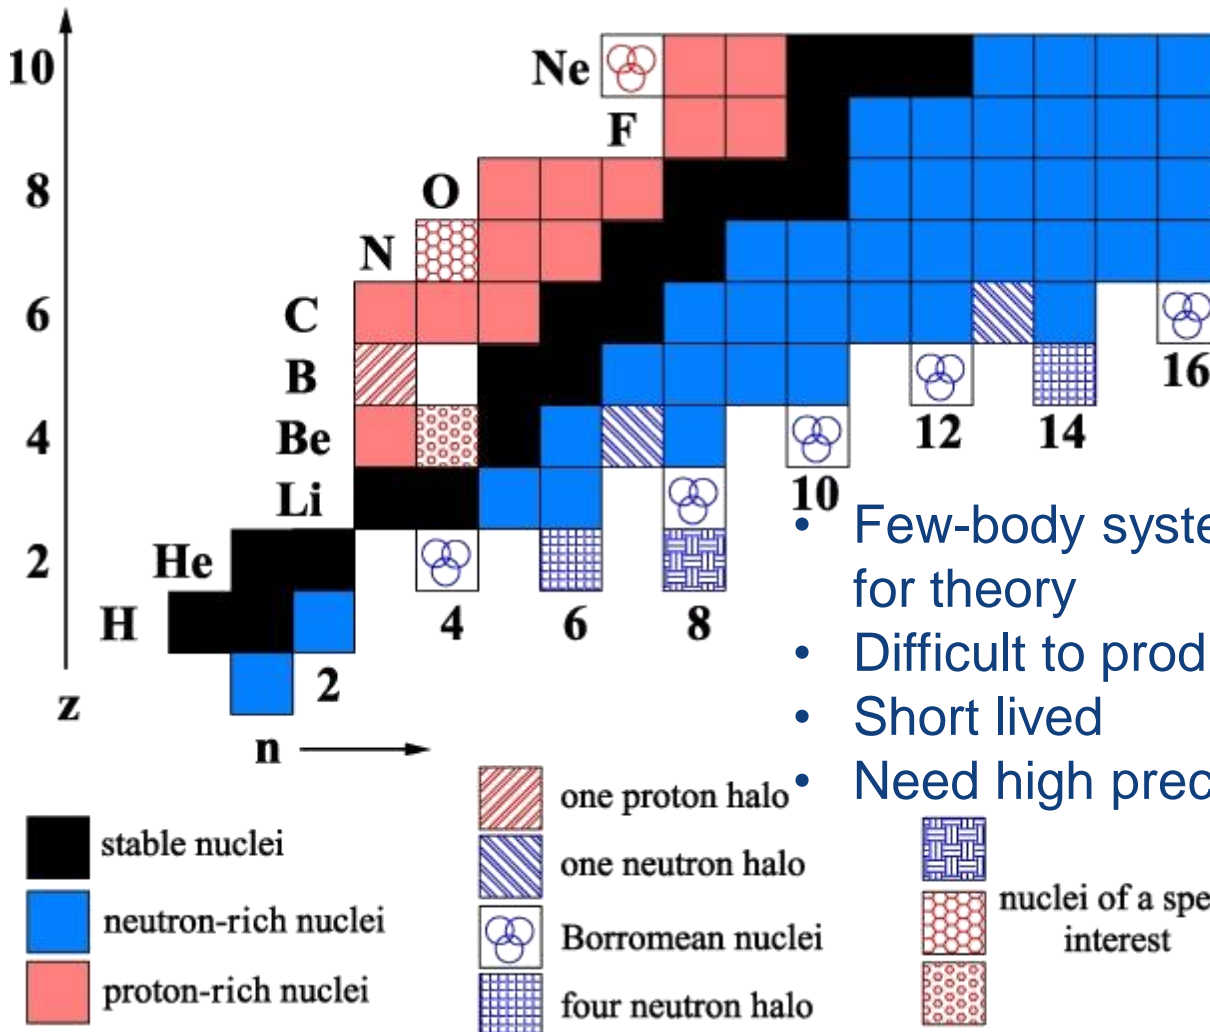 10
Ne
F
8
O
N
6
C
B
16
4
Be
12
14
Li
10
2
He
H
4
6
8
2
z
n
• Few-body syste
for theory
• Difficult to prod
• Short lived
• Need high prec
stable nuclei
neutron-rich nuclei
proton-rich nuclei
one proton halo
one neutron halo
Borromean nuclei
four neutron halo
nuclei of a spe
interest